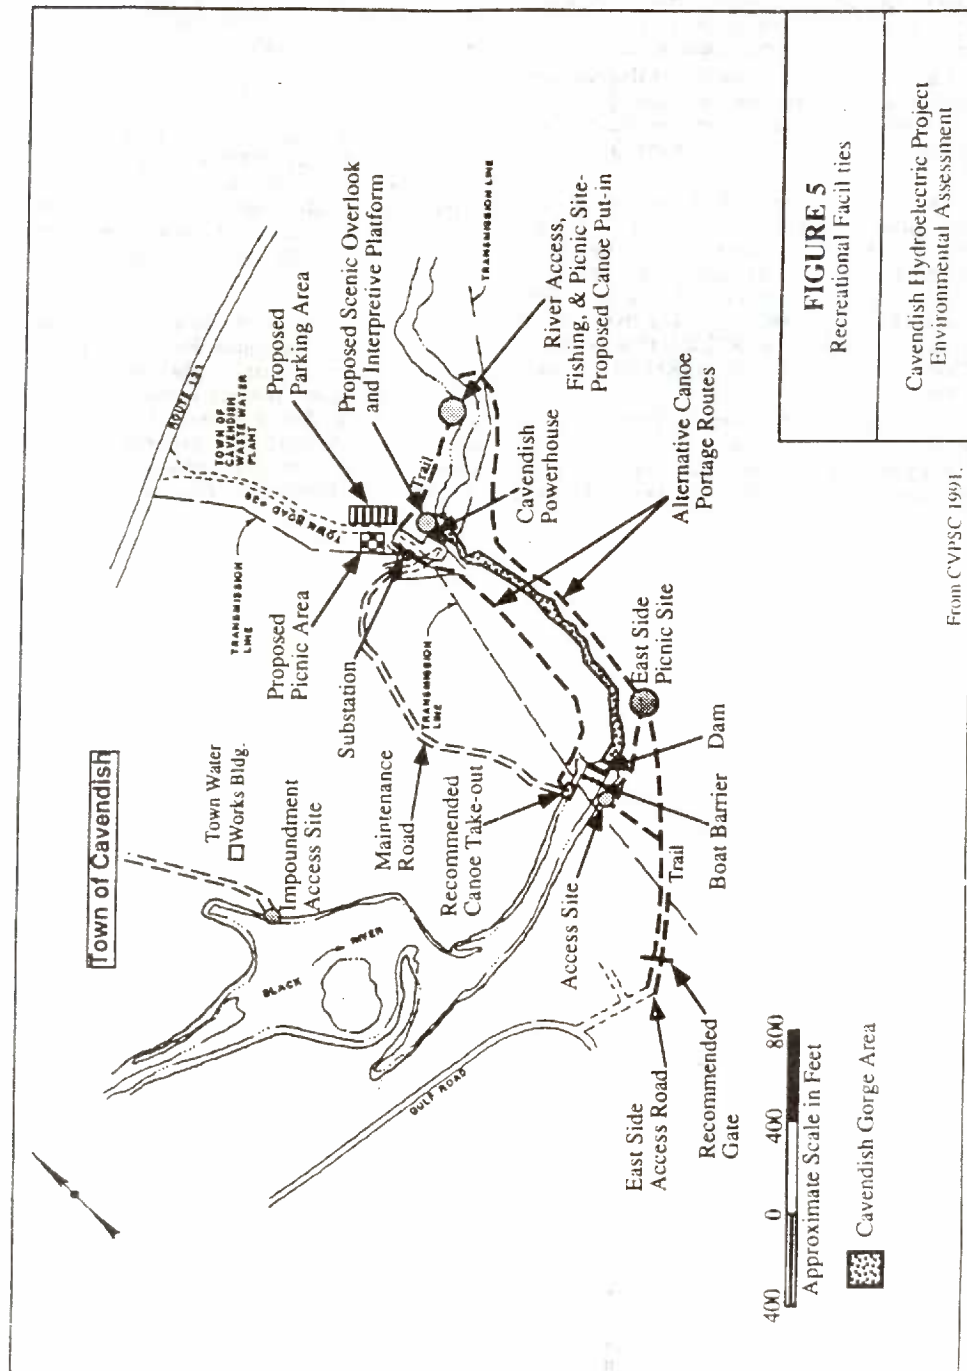 Town of Cavendish
Town Water
Works Bldg.
Impoundment
Access Site
BLACK
RIVER
TRANSMISSION
LINE
ROUTE 131
TOWN OF
CAVENDISH
WASTE WATER
PLANT
TOWN ROAD #58
Proposed
Parking Area
Proposed
Picnic Area
Proposed Scenic Overlook
and Interpretive Platform
Substation
TRANSMISSION
LINE
Maintenance
Road
Recommended
Canoe Take-out
Trail
TRANSMISSION LINE
River Access,
Fishing, & Picnic Site-
Proposed Canoe Put-in
Cavendish
Powerhouse
Alternative Canoe
Portage Routes
East Side
Picnic Site
Dam
Boat Barrier
Trail
Access Site
GULF ROAD
East Side
Access Road
Recommended
Gate
400 0 400 800
Approximate Scale in Feet
Cavendish Gorge Area
FIGURE 5
Recreational Facil ties
Cavendish Hydroelectric Project
Environmental Assessment
From CVPSC 1991.